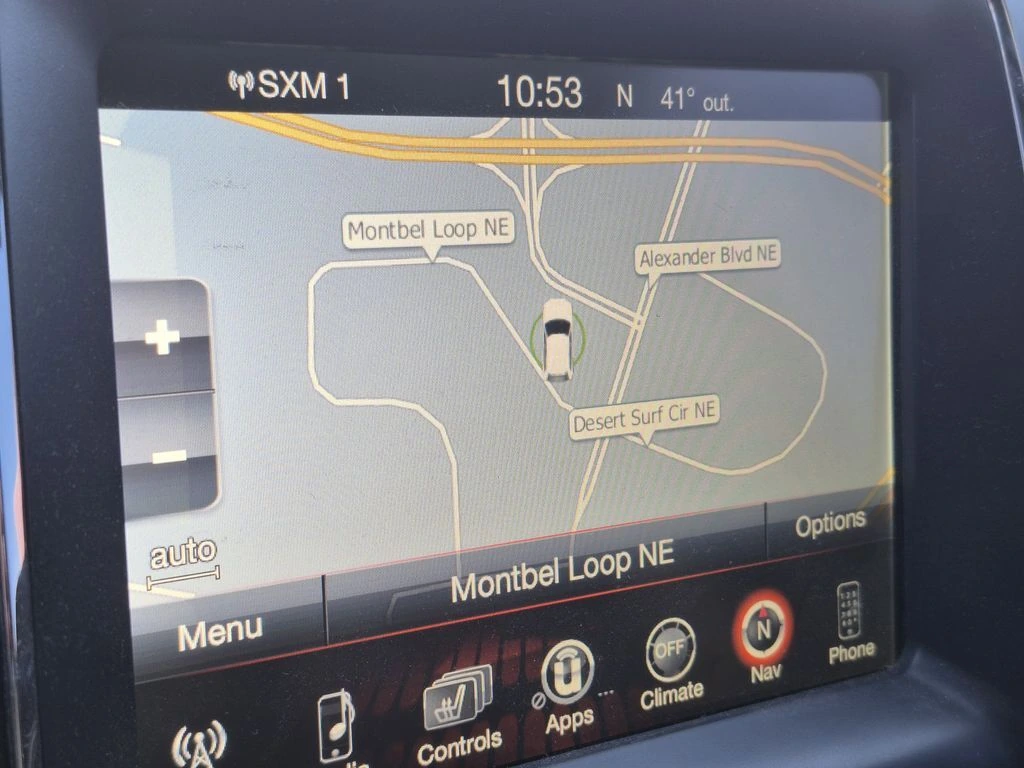 SXM 1 10:53 N 41° out.
Montbel Loop NE
Alexander Blvd NE
+
Desert Surf Cir NE
-
auto
Options
Montbel Loop NE
Menu
OFF
N
Phone
Nav
Climate
Apps
Controls